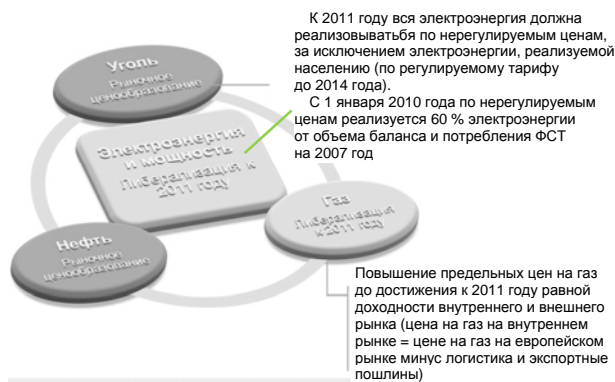 К 2011 году вся электроэнергия должна
реализовыватьбя по нерегулируемым ценам,
за исключением электроэнергии, реализуемой
населению (по регулируемому тарифу
до 2014 года).
С 1 января 2010 года по нерегулируемым
ценам реализуется 60 % электроэнергии
от объема баланса и потребления ФСТ
на 2007 год
Уголь
Рыночное
ценообразование
Электроэнергия
и мощность
Либерализация к
2011 году
Газ
Либерализация
к 2011 году
Нефть
Рыночное
ценообразование
Повышение предельных цен на газ
до достижения к 2011 году равной
доходности внутреннего и внешнего
рынка (цена на газ на внутреннем
рынке = цене на газ на европейском
рынке минус логистика и экспортные
пошлины)